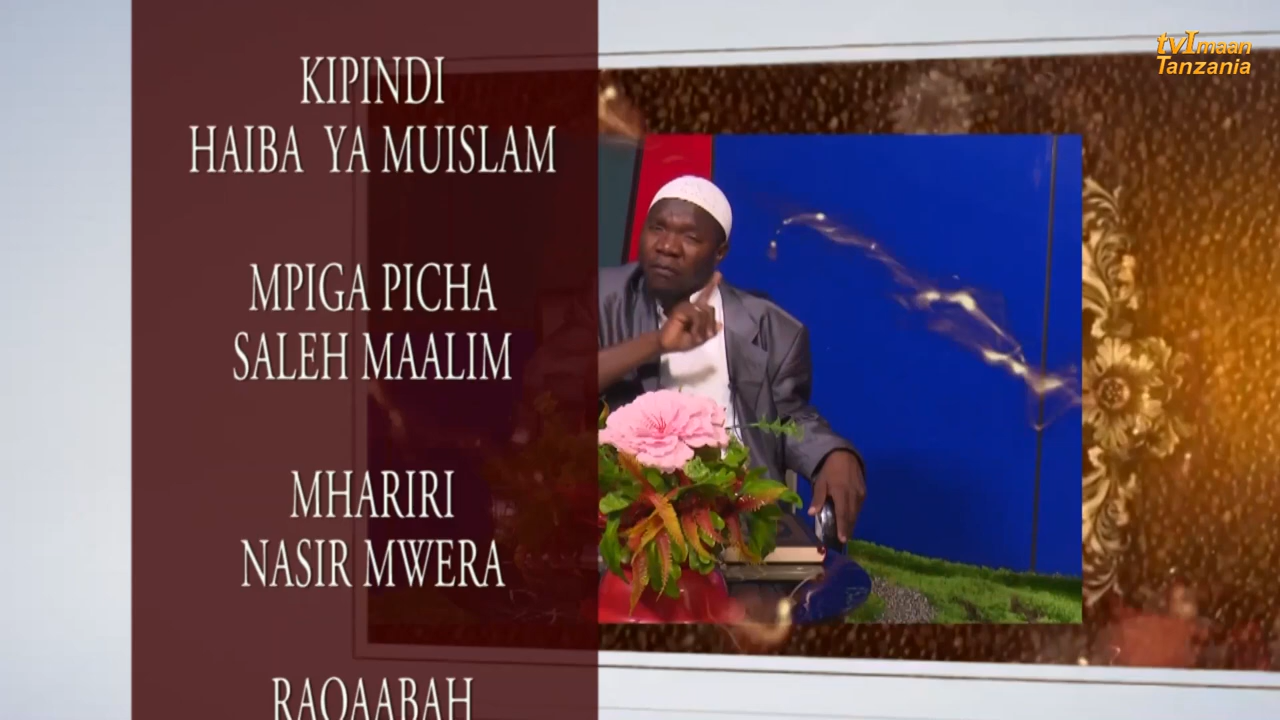 KIPINDI
HAIBA YA MUISLAM
MPIGA PICHA
SALEH MAALIM
MHARIRI
NASIR MWERA
RAQAABAH
tvImaan
Tanzania